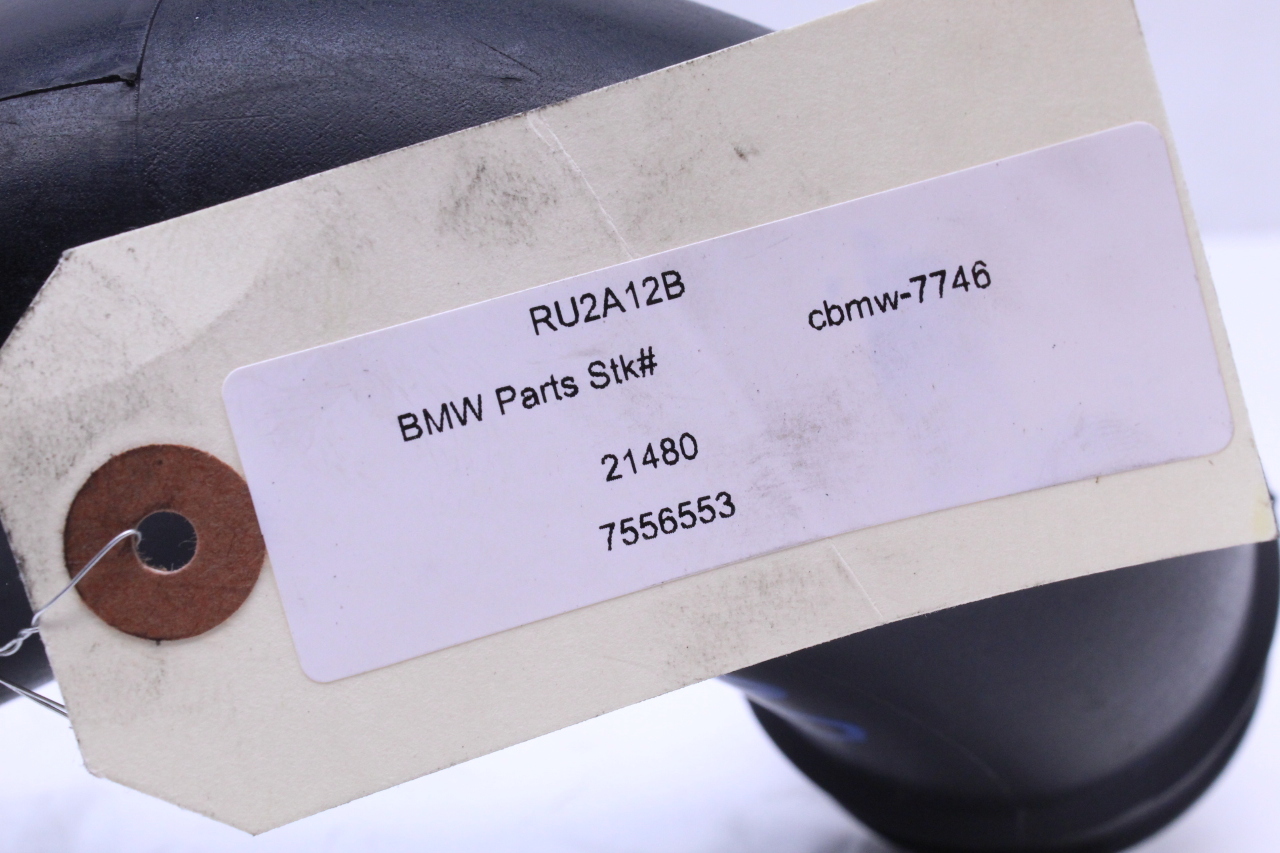 RU2A12B cbmw-7746
BMW Parts Stk#
21480
7556553